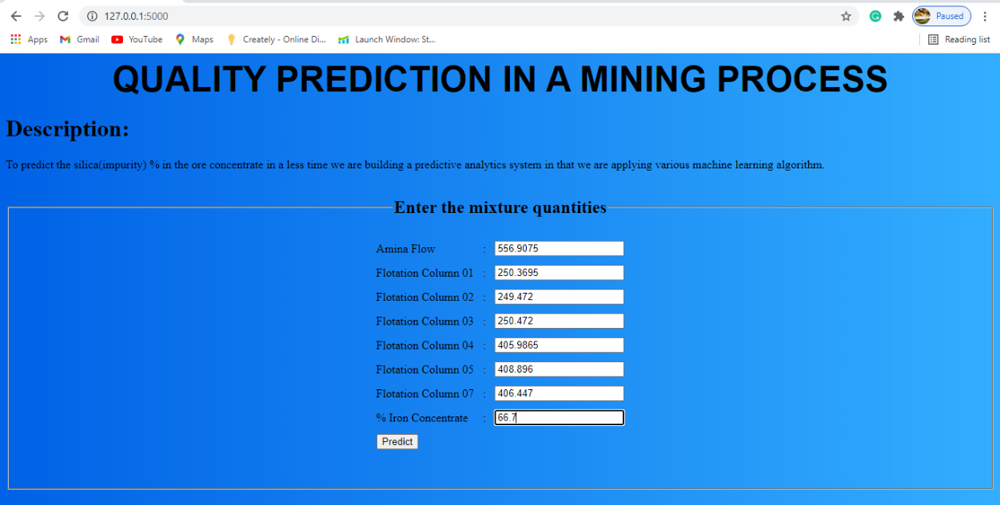 127.0.0.1:5000
Paused
Apps Gmail YouTube Maps Creately - Online Di... Launch Window: St... Reading list
QUALITY PREDICTION IN A MINING PROCESS
Description:
To predict the silica(impurity) % in the ore concentrate in a less time we are building a predictive analytics system in that we are applying various machine learning algorithm.
Enter the mixture quantities
Amina Flow : 556.9075
Flotation Column 01 : 250.3695
Flotation Column 02 : 249.472
Flotation Column 03 : 250.472
Flotation Column 04 : 405.9865
Flotation Column 05 : 408.896
Flotation Column 07 : 406.447
% Iron Concentrate : 66.7
Predict